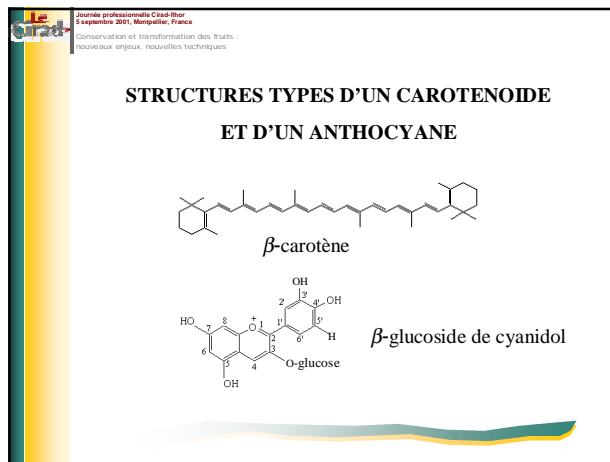 Le
Cirad
Journée professionnelle Cirad-flhor
5 septembre 2001, Montpellier, France
Conservation et transformation des fruits :
nouveaux enjeux, nouvelles techniques
STRUCTURES TYPES D'UN CAROTENOIDE
ET D'UN ANTHOCYANE
β-carotène
OH
3'
2' 4' OH
8 O + 1 1' 5'
HO 7 2 6' H
6 3
5 4 O-glucose
OH
β-glucoside de cyanidol